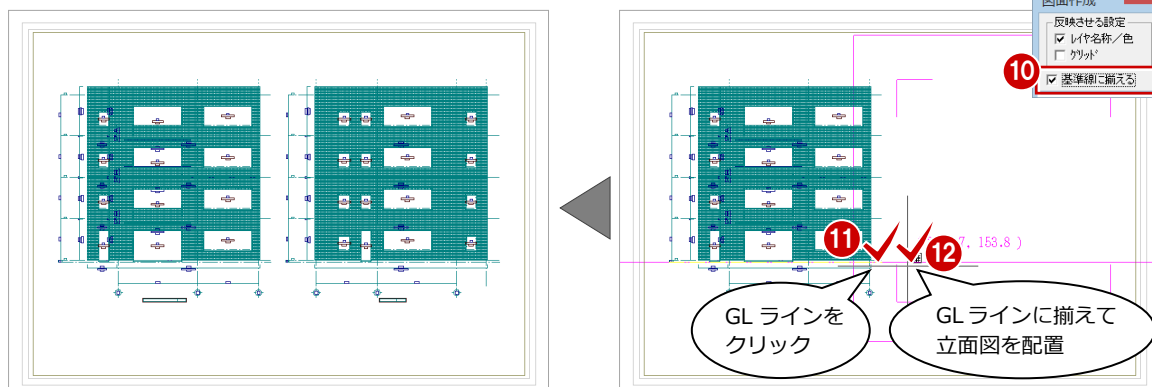 図面作成
反映させる設定
レイヤ名称／色
グリッド
10
基準線に揃える
11
12
7, 153.8 )
GL ラインを
クリック
GL ラインに揃えて
立面図を配置